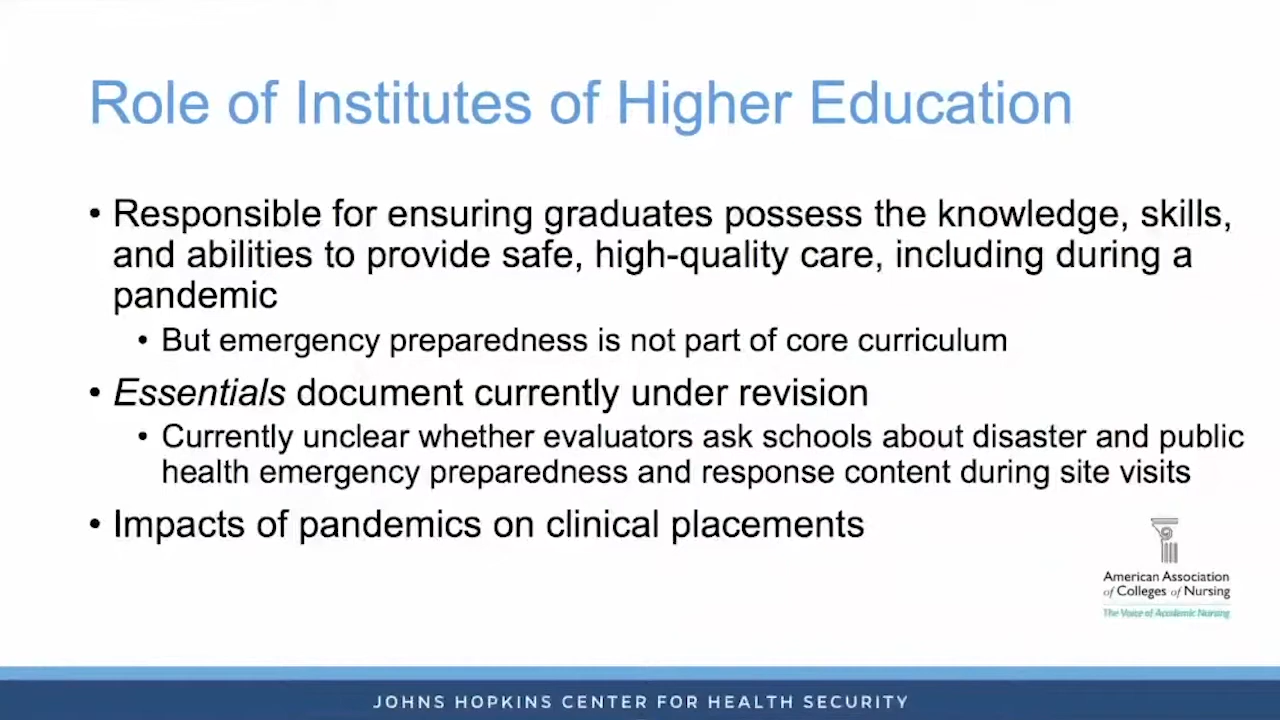 Role of Institutes of Higher Education
• Responsible for ensuring graduates possess the knowledge, skills,
and abilities to provide safe, high-quality care, including during a
pandemic
• But emergency preparedness is not part of core curriculum
• Essentials document currently under revision
• Currently unclear whether evaluators ask schools about disaster and public
health emergency preparedness and response content during site visits
• Impacts of pandemics on clinical placements
American Association
of Colleges of Nursing
The Voice of Academic Nursing
JOHNS HOPKINS CENTER FOR HEALTH SECURITY